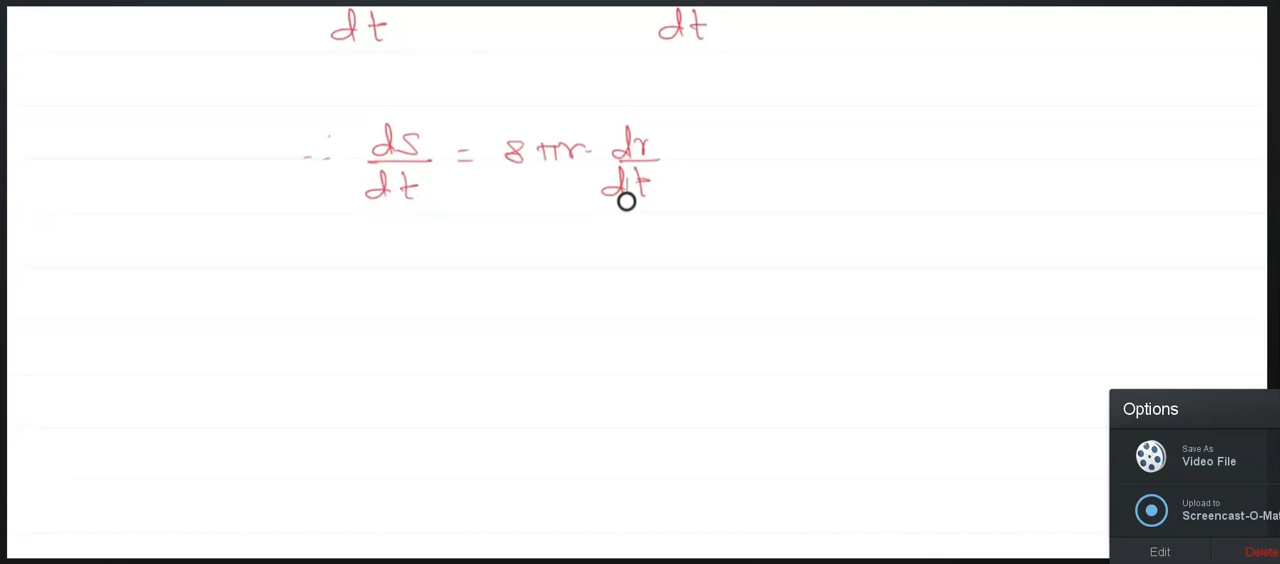 dt dt
∴ ds/dt = 8πr · dr/dt
Options
Save As
Video File
Upload to
Screencast-O-Mat
Edit Delete